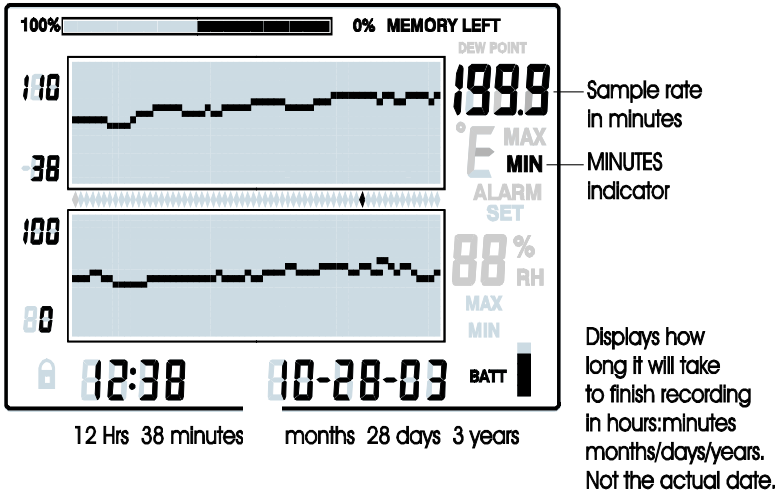 100% 0% MEMORY LEFT
DEW POINT
110
199.9
Sample rate
in minutes
°E MAX
-38
MIN
MINUTES
indicator
ALARM
SET
100
88 %
RH
MAX
MIN
80
Displays how
long it will take
to finish recording
in hours:minutes
months/days/years.
Not the actual date.
12:38 10-28-03 BATT
12 Hrs 38 minutes months 28 days 3 years